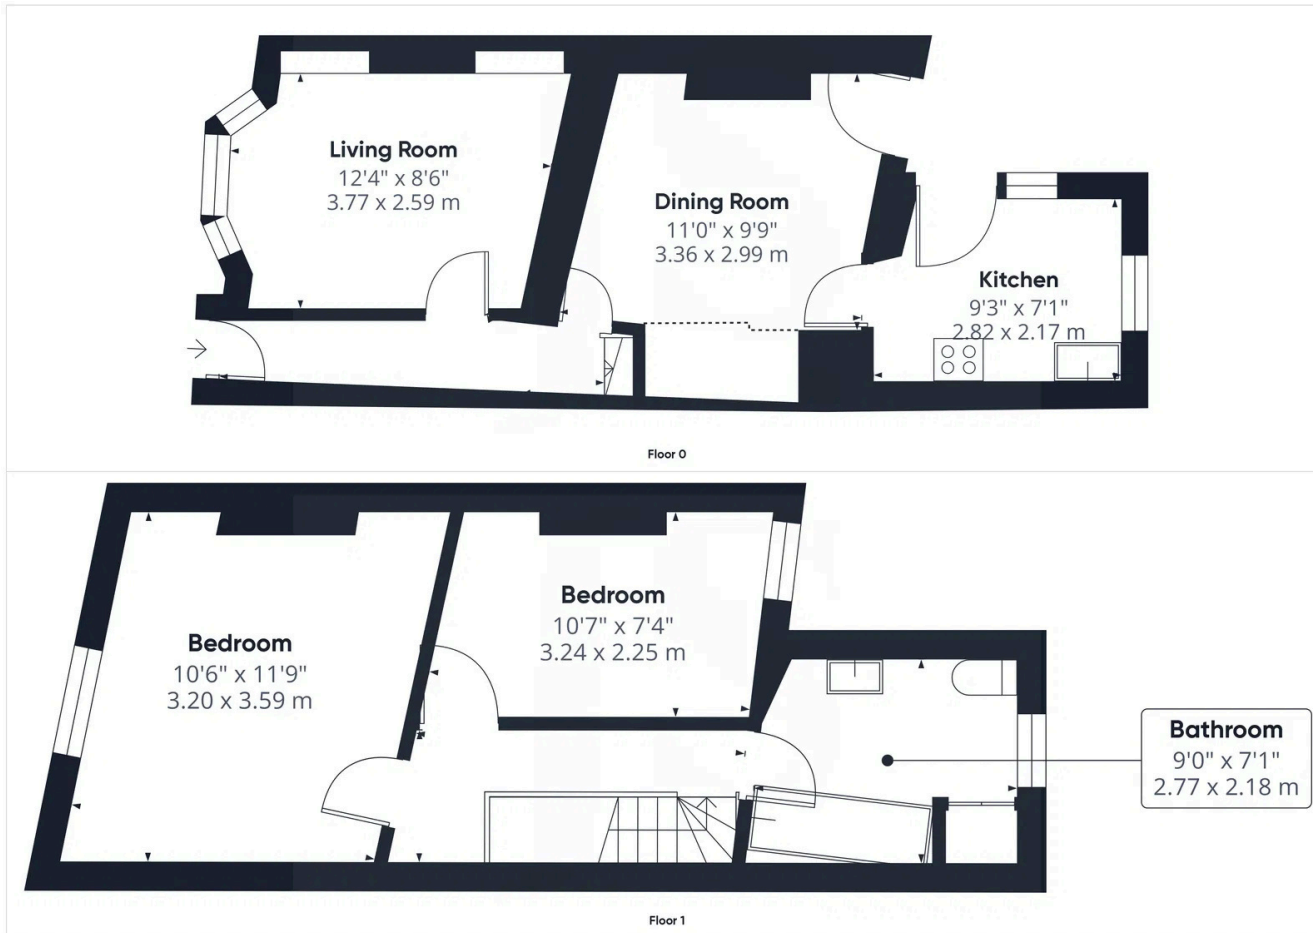 Living Room
12'4" x 8'6"
3.77 x 2.59 m
Dining Room
11'0" x 9'9"
3.36 x 2.99 m
Kitchen
9'3" x 7'1"
2.82 x 2.17 m
Floor 0
Bedroom
10'6" x 11'9"
3.20 x 3.59 m
Bedroom
10'7" x 7'4"
3.24 x 2.25 m
Bathroom
9'0" x 7'1"
2.77 x 2.18 m
Floor 1